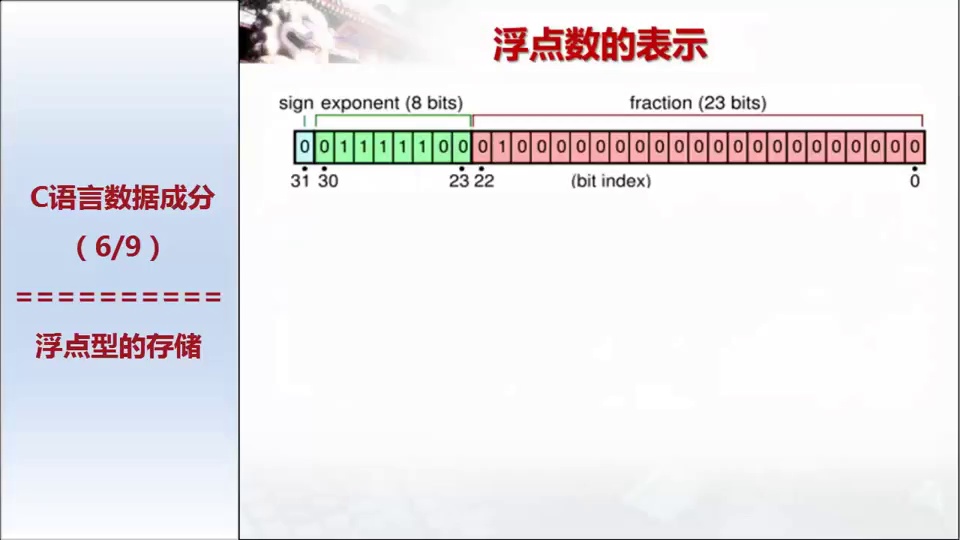 浮点数的表示
C语言数据成分
（6/9）
==========
浮点型的存储
sign exponent (8 bits) fraction (23 bits)
0 0 1 1 1 1 1 0 0 0 1 0 0 0 0 0 0 0 0 0 0 0 0 0 0 0 0 0 0 0 0 0
31 30 23 22 (bit index) 0